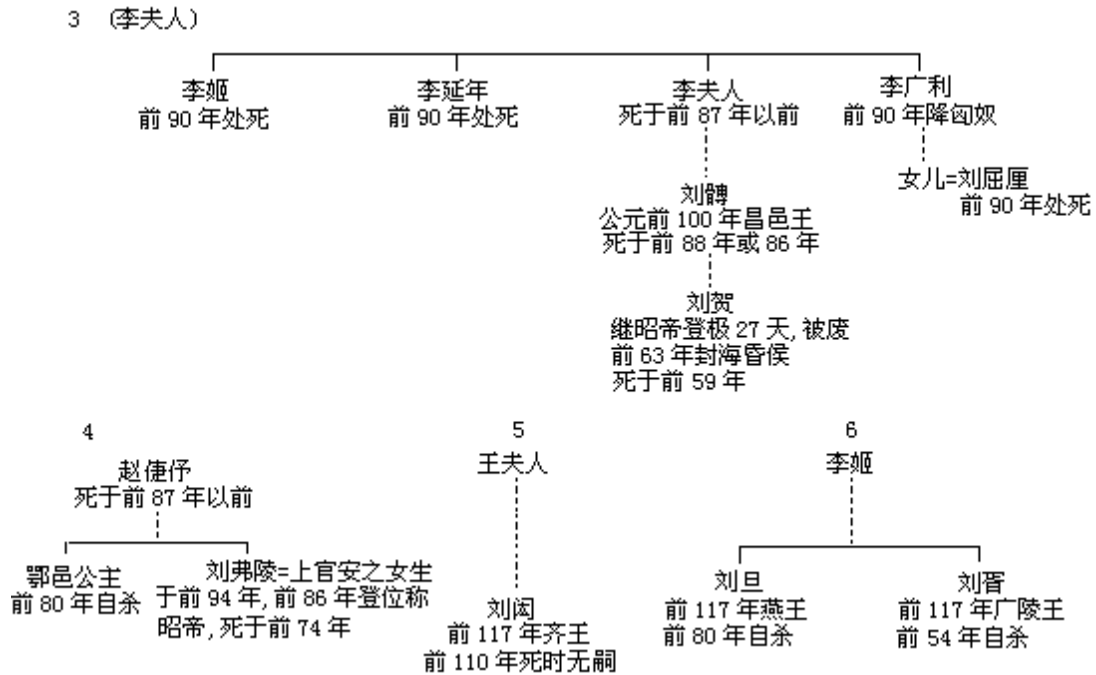 3 (李夫人)
李姬
前 90 年处死
李延年
前 90 年处死
李夫人
死于前 87 年以前
李广利
前 90 年降匈奴
女儿=刘屈厘
前 90 年处死
刘髆
公元前 100 年昌邑王
死于前 88 年或 86 年
刘贺
继昭帝登极 27 天, 被废
前 63 年封海昏侯
死于前 59 年
4
赵倢伃
死于前 87 年以前
鄂邑公主
前 80 年自杀
刘弗陵=上官安之女生
于前 94 年, 前 86 年登位称
昭帝, 死于前 74 年
5
王夫人
刘闳
前 117 年齐王
前 110 年死时无嗣
6
李姬
刘旦
前 117 年燕王
前 80 年自杀
刘胥
前 117 年广陵王
前 54 年自杀